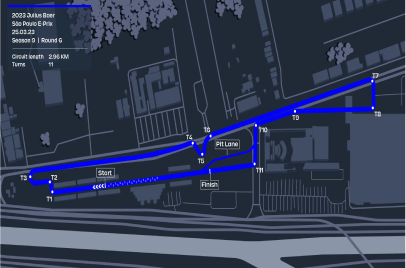 2023 Julius Baer
São Paulo E-Prix
25.03.23
Season 9 | Round 6
Circuit length 2.96 KM
Turns 11
T7
T8
T9
T10
T6
T4
T5
Pit Lane
T11
Start
T3
T2
T1
Finish